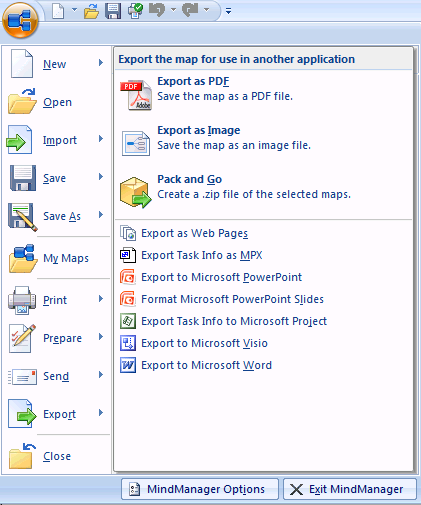 New
Open
Import
Save
Save As
My Maps
Print
Prepare
Send
Export
Close
Export the map for use in another application
PDF
Adobe
Export as PDF
Save the map as a PDF file.
Export as Image
Save the map as an image file.
Pack and Go
Create a .zip file of the selected maps.
Export as Web Pages
Export Task Info as MPX
Export to Microsoft PowerPoint
Format Microsoft PowerPoint Slides
Export Task Info to Microsoft Project
Export to Microsoft Visio
Export to Microsoft Word
MindManager Options
Exit MindManager